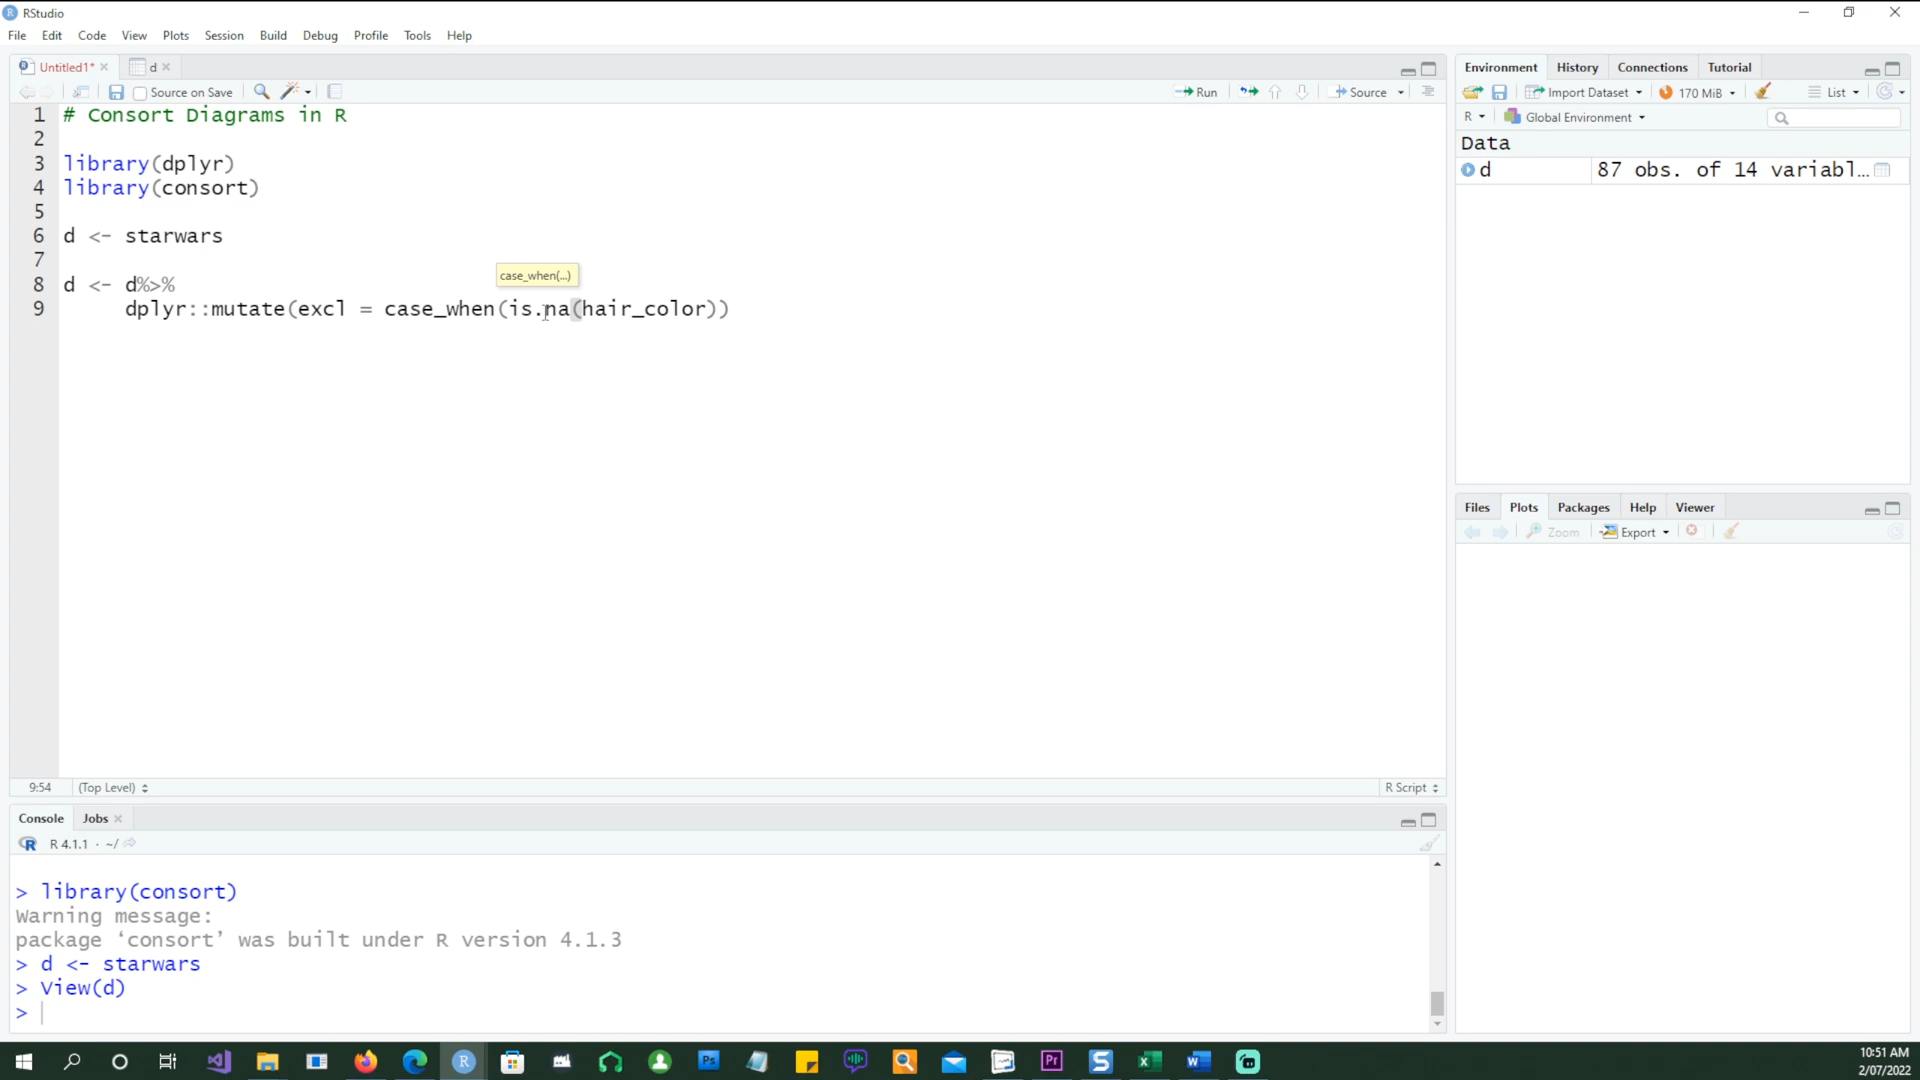 RStudio
File Edit Code View Plots Session Build Debug Profile Tools Help
Untitled1* d
Source on Save Run Source
1 # Consort Diagrams in R
2
3 library(dplyr)
4 library(consort)
5
6 d <- starwars
7
case_when(...)
8 d <- d%>%
9 dplyr::mutate(excl = case_when(is.na(hair_color))
9:54 (Top Level) R Script
Console Jobs
R 4.1.1 · ~/
> library(consort)
Warning message:
package ‘consort’ was built under R version 4.1.3
> d <- starwars
> View(d)
>
Environment History Connections Tutorial
Import Dataset 170 MiB List
R Global Environment
Data
d 87 obs. of 14 variabl…
Files Plots Packages Help Viewer
Zoom Export
Ps Pr S X W
10:51 AM
2/07/2022